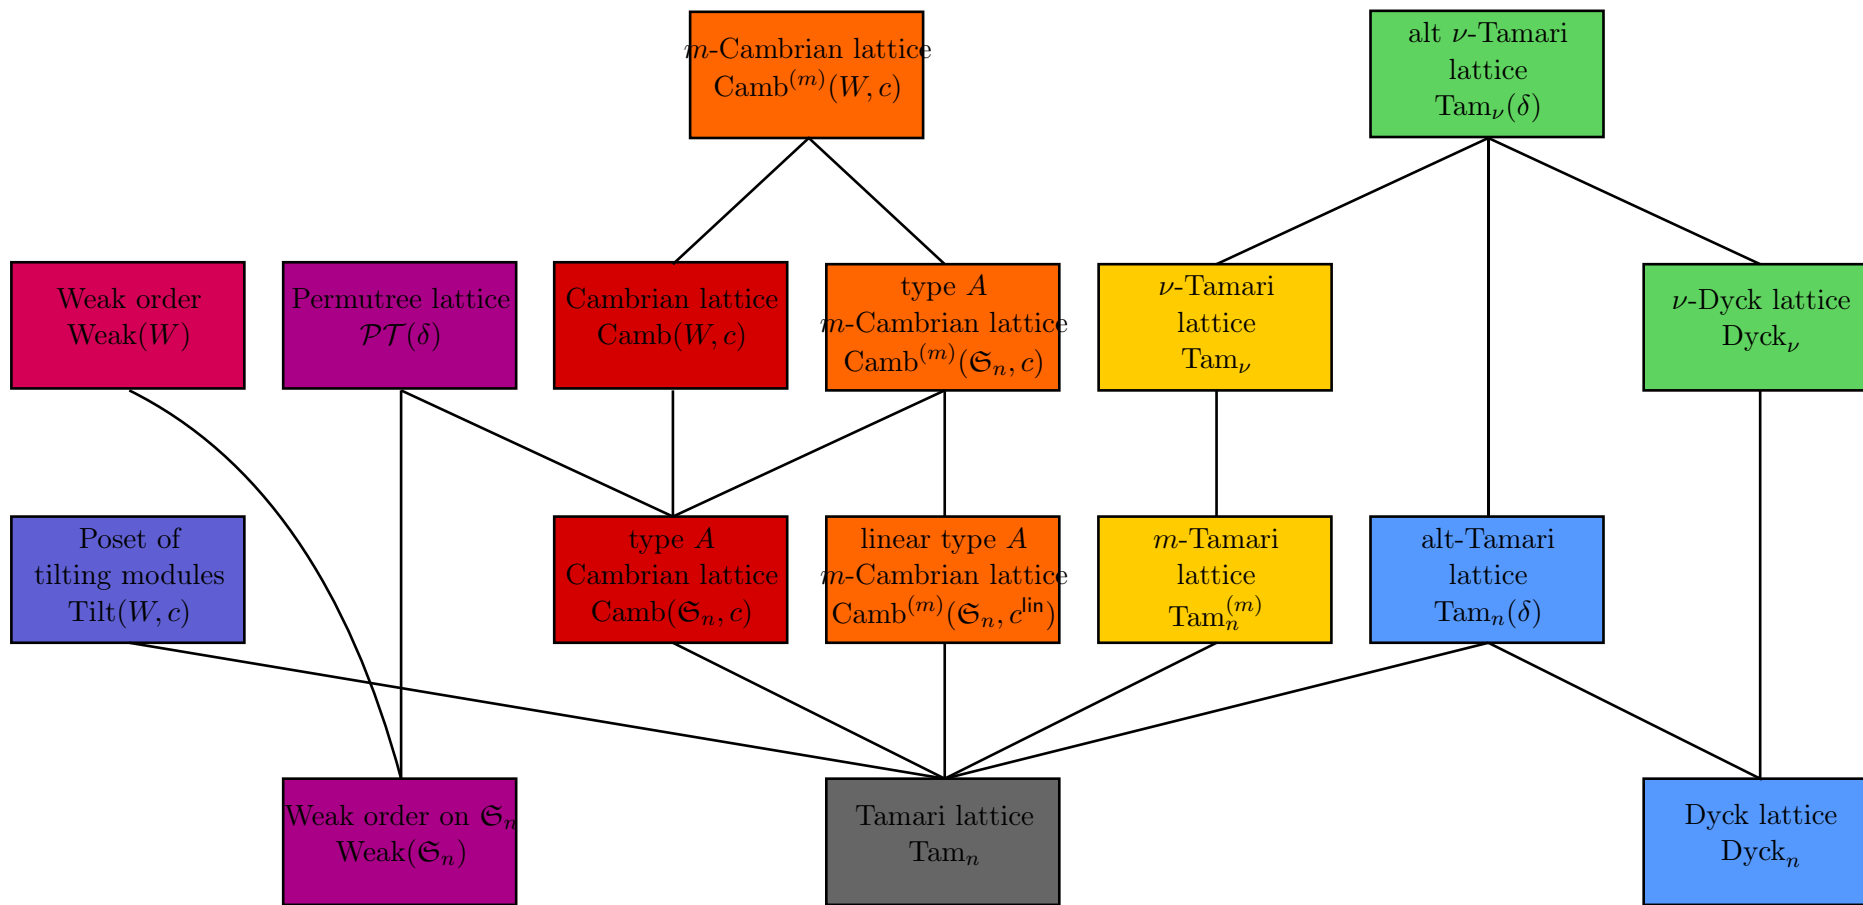 m-Cambrian lattice
Camb^{(m)}(W, c)
alt ν-Tamari
lattice
Tam_ν(δ)
Weak order
Weak(W)
Permutree lattice
𝒫𝒯(δ)
Cambrian lattice
Camb(W, c)
type A
m-Cambrian lattice
Camb^{(m)}(𝔖_n, c)
ν-Tamari
lattice
Tam_ν
ν-Dyck lattice
Dyck_ν
Poset of
tilting modules
Tilt(W, c)
type A
Cambrian lattice
Camb(𝔖_n, c)
linear type A
m-Cambrian lattice
Camb^{(m)}(𝔖_n, c^{lin})
m-Tamari
lattice
Tam_n^{(m)}
alt-Tamari
lattice
Tam_n(δ)
Weak order on 𝔖_n
Weak(𝔖_n)
Tamari lattice
Tam_n
Dyck lattice
Dyck_n